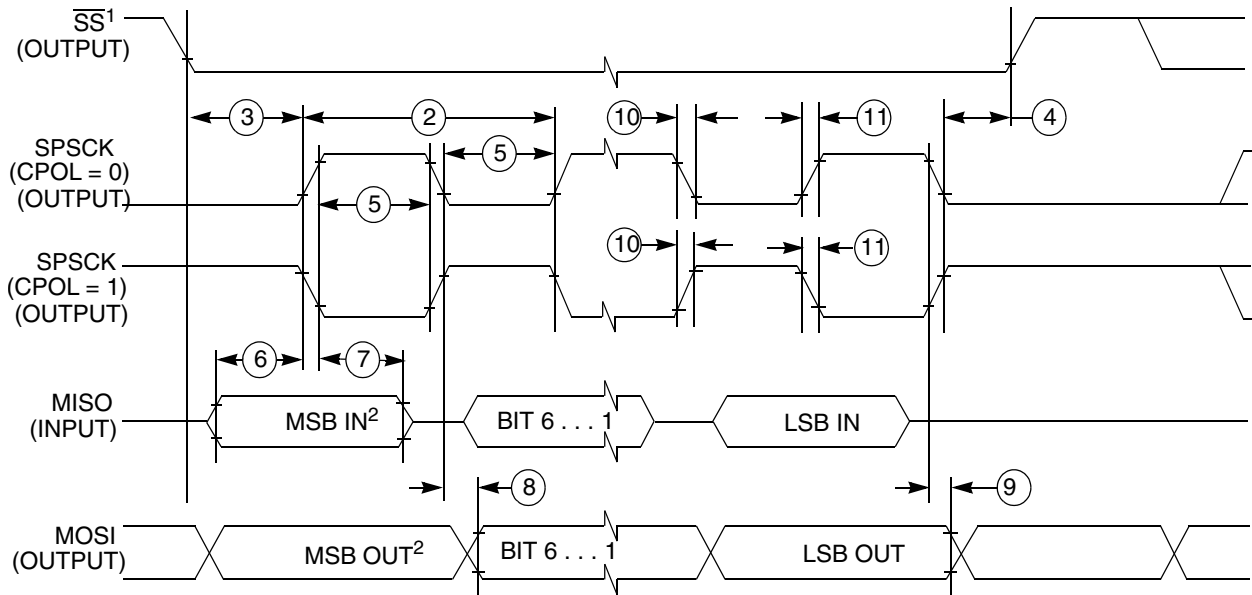 SS¹
(OUTPUT)
3
2
10
11
4
SPSCK
(CPOL = 0)
(OUTPUT)
5
5
SPSCK
(CPOL = 1)
(OUTPUT)
10
11
6
7
MISO
(INPUT)
MSB IN²
BIT 6 . . . 1
LSB IN
8
9
MOSI
(OUTPUT)
MSB OUT²
BIT 6 . . . 1
LSB OUT